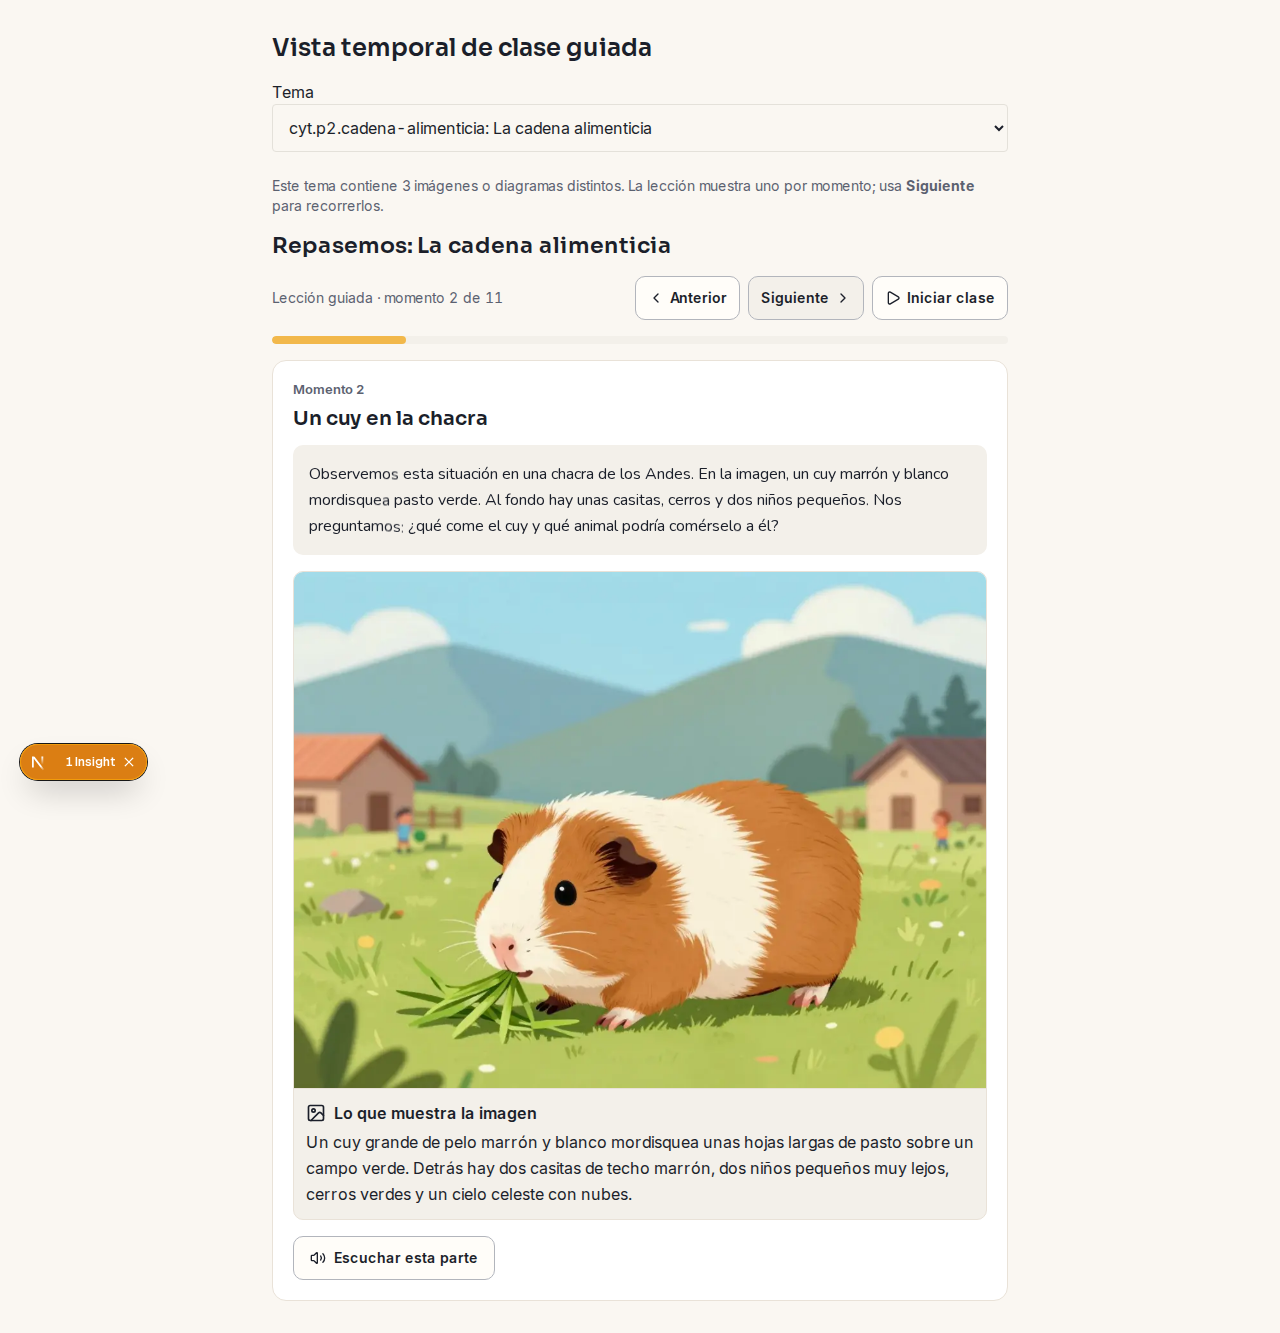 Vista temporal de clase guiada
Tema
cyt.p2.cadena-alimenticia: La cadena alimenticia
Este tema contiene 3 imágenes o diagramas distintos. La lección muestra uno por momento; usa Siguiente
para recorrerlos.
Repasemos: La cadena alimenticia
Lección guiada · momento 2 de 11
Anterior
Siguiente
Iniciar clase
Momento 2
Un cuy en la chacra
Observemos esta situación en una chacra de los Andes. En la imagen, un cuy marrón y blanco
mordisquea pasto verde. Al fondo hay unas casitas, cerros y dos niños pequeños. Nos
preguntamos: ¿qué come el cuy y qué animal podría comérselo a él?
1 Insight
Lo que muestra la imagen
Un cuy grande de pelo marrón y blanco mordisquea unas hojas largas de pasto sobre un
campo verde. Detrás hay dos casitas de techo marrón, dos niños pequeños muy lejos,
cerros verdes y un cielo celeste con nubes.
Escuchar esta parte